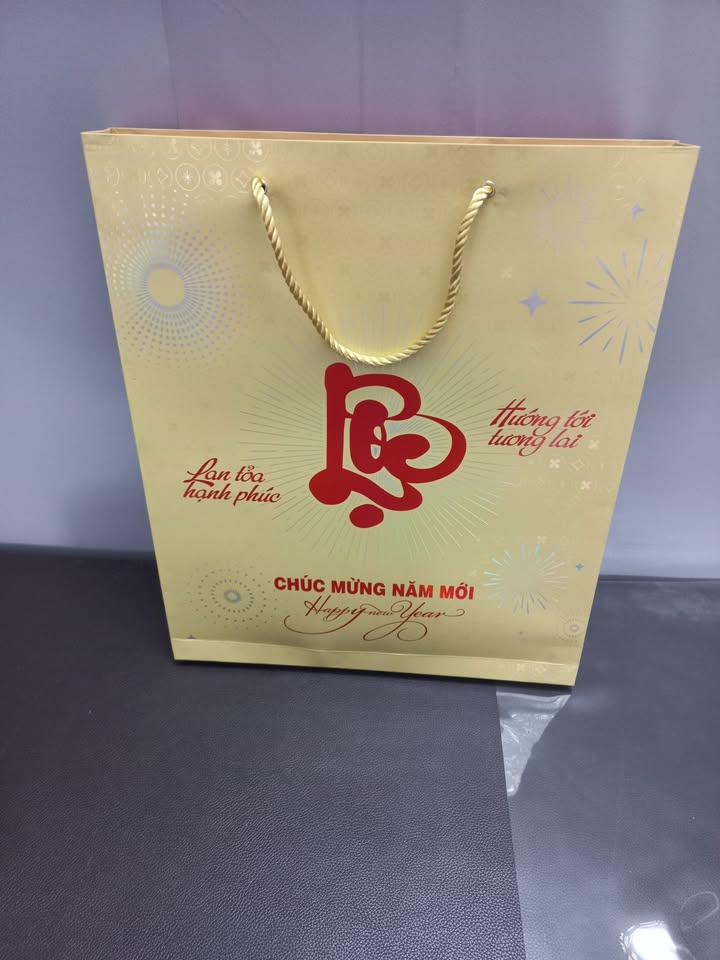 Lộc
Hướng tới
tương lai
Lan tỏa
hạnh phúc
CHÚC MỪNG NĂM MỚI
Happy new Year